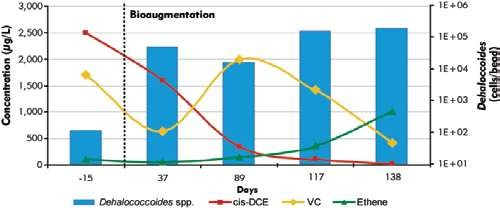 Bioaugmentation
Concentration (µg/L)
3,000
2,500
2,000
1,500
1,000
500
0
1E+06
1E+05
1E+04
1E+03
1E+02
1E+01
Dehalococcoides
(cells/bead)
-15
37
89
117
138
Days
Dehalococcoides spp.
cis-DCE
VC
Ethene